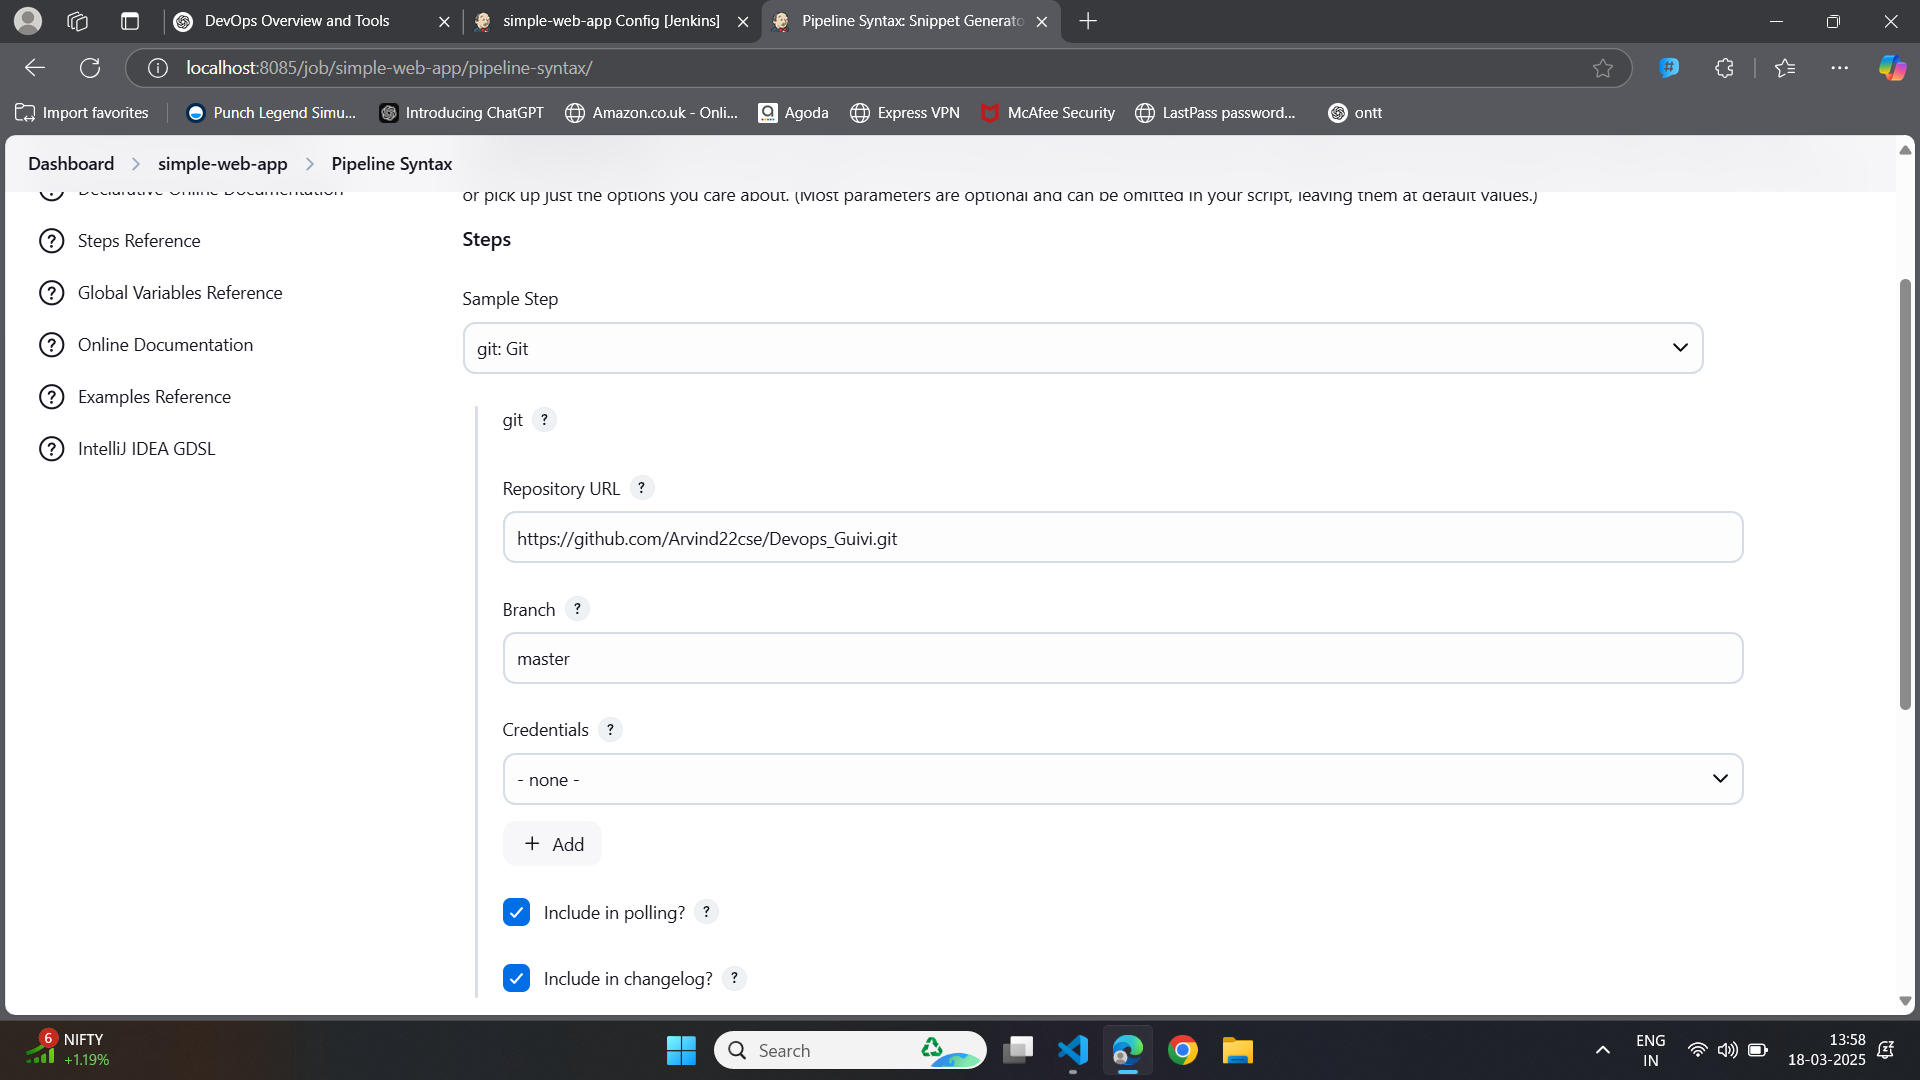 DevOps Overview and Tools
simple-web-app Config [Jenkins]
Pipeline Syntax: Snippet Generato
localhost:8085/job/simple-web-app/pipeline-syntax/
Import favorites
Punch Legend Simu...
Introducing ChatGPT
Amazon.co.uk - Onli...
Agoda
Express VPN
McAfee Security
LastPass password...
ontt
Dashboard
simple-web-app
Pipeline Syntax
Declarative Online Documentation
or pick up just the options you care about. (Most parameters are optional and can be omitted in your script, leaving them at default values.)
Steps Reference
Global Variables Reference
Online Documentation
Examples Reference
IntelliJ IDEA GDSL
Steps
Sample Step
git: Git
git ?
Repository URL ?
https://github.com/Arvind22cse/Devops_Guivi.git
Branch ?
master
Credentials ?
- none -
+ Add
Include in polling? ?
Include in changelog? ?
6
NIFTY
+1.19%
Search
ENG
IN
13:58
18-03-2025